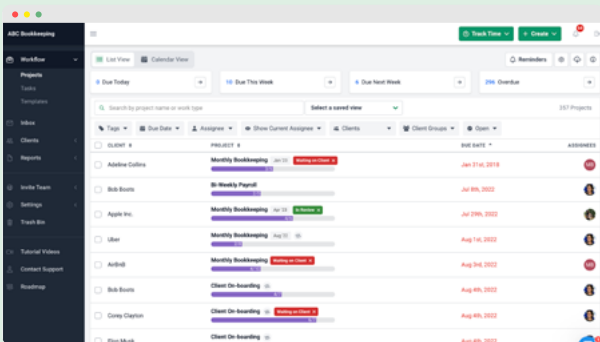 ABC Bookkeeping
Track Time
+ Create
Workflow
Projects
Tasks
Templates
Inbox
Clients
Reports
Invite Team
Settings
Trash Bin
Tutorial Videos
Contact Support
Roadmap
List View
Calendar View
Reminders
Due Today
10 Due This Week
Due Next Week
296 Overdue
Search by project name or work type
Select a saved view
357 Projects
Tags
Due Date
Assignee
Show Current Assignee
Clients
Client Groups
Open
CLIENT
PROJECT
DUE DATE
ASSIGNEES
Adeline Collins
Monthly Bookkeeping
Waiting on Client x
Jan 31st, 2018
Bob Boots
Bi-Weekly Payroll
Jul 8th, 2022
Apple Inc.
Monthly Bookkeeping
In Review x
Jul 29th, 2022
Uber
Monthly Bookkeeping
Aug 1st, 2022
AirBnB
Monthly Bookkeeping
Waiting on Client x
Aug 3rd, 2022
Bob Boots
Client On-boarding
Aug 4th, 2022
Corey Clayton
Client On-boarding
Waiting on Client x
Aug 4th, 2022
Client On-boarding
Aug 4th, 2022